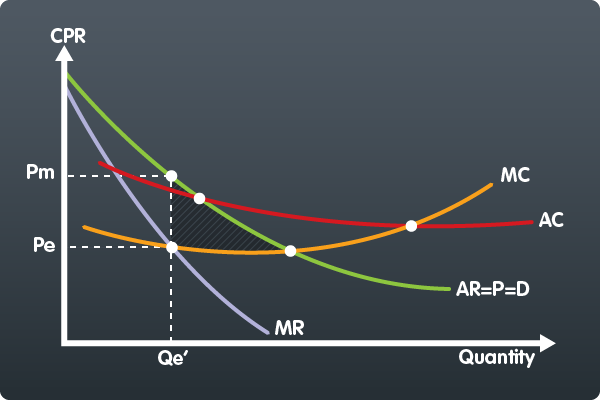 CPR
Pm
MC
AC
Pe
AR=P=D
MR
Qe’
Quantity